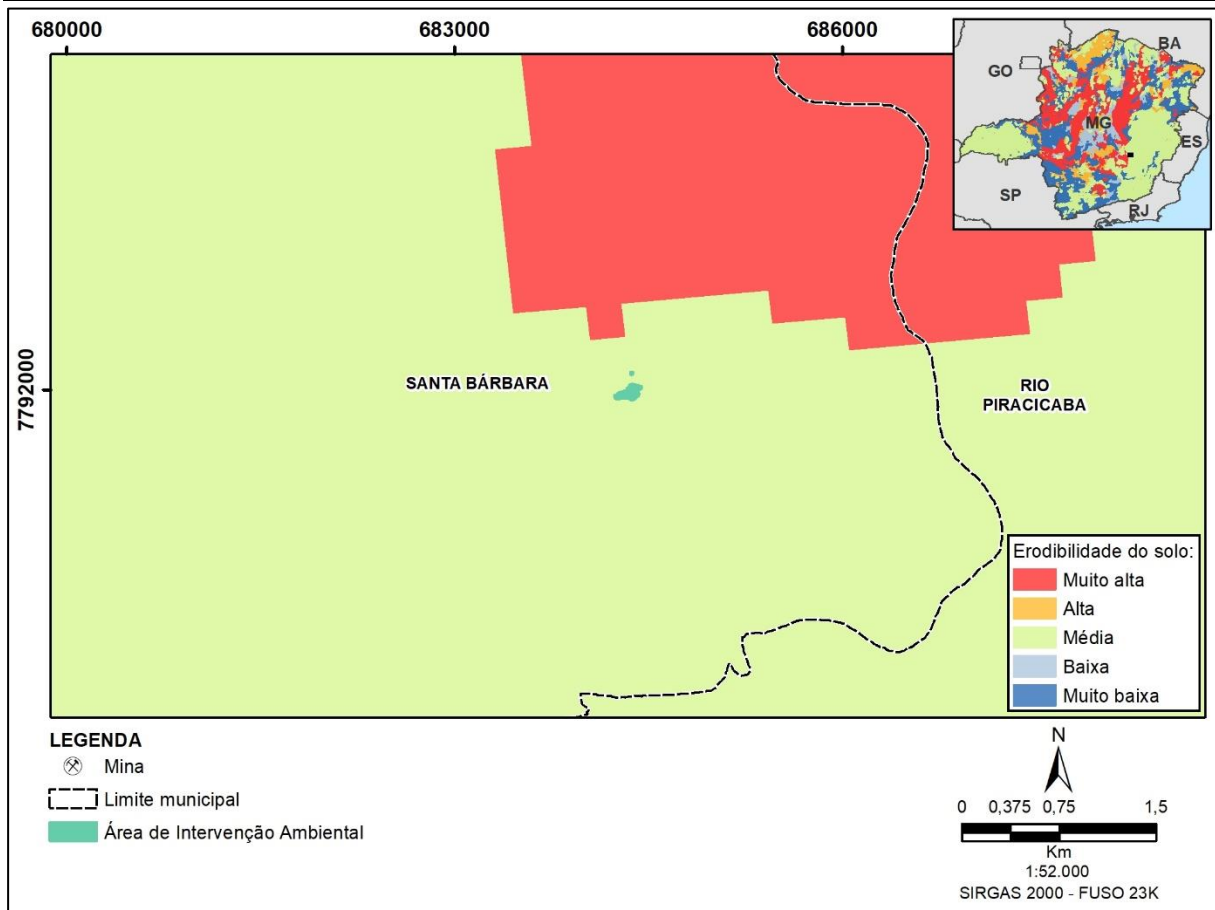 680000
683000
686000
BA
GO
MG
ES
SP
RJ
7792000
SANTA BÁRBARA
RIO
PIRACICABA
Erodibilidade do solo:
Muito alta
Alta
Média
Baixa
Muito baixa
LEGENDA
Mina
Limite municipal
Área de Intervenção Ambiental
N
0 0,375 0,75 1,5
Km
1:52.000
SIRGAS 2000 - FUSO 23K